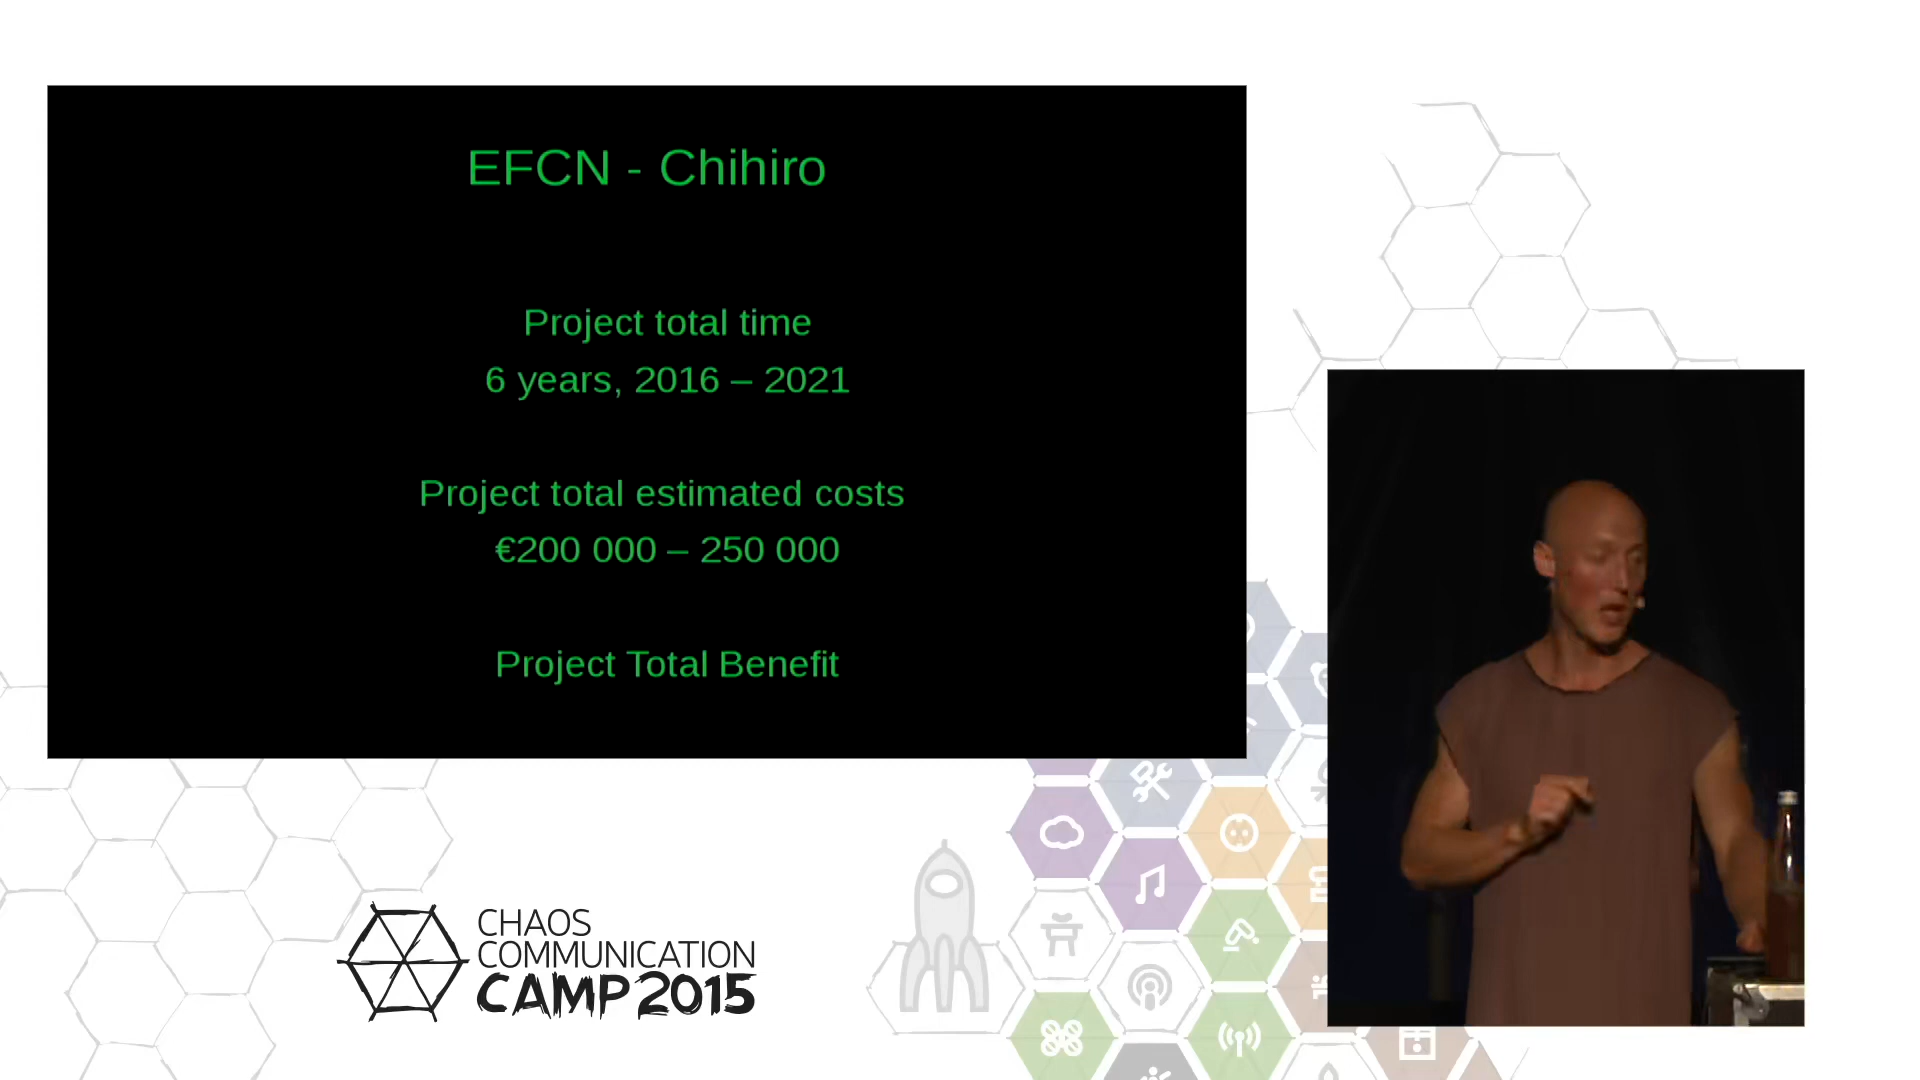 EFCN - Chihiro
Project total time
6 years, 2016 – 2021
Project total estimated costs
€200 000 – 250 000
Project Total Benefit
CHAOS
COMMUNICATION
CAMP 2015